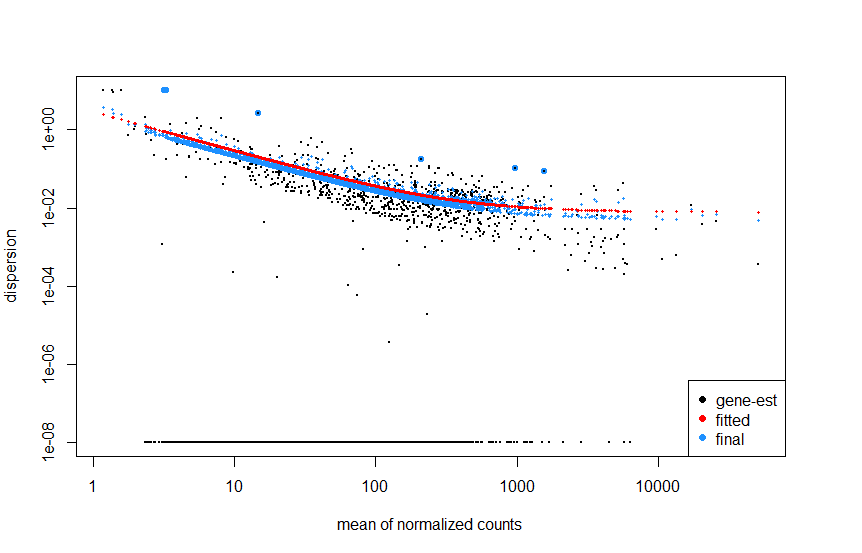 dispersion
1e+00
1e-02
1e-04
1e-06
1e-08
gene-est
fitted
final
1
10
100
1000
10000
mean of normalized counts